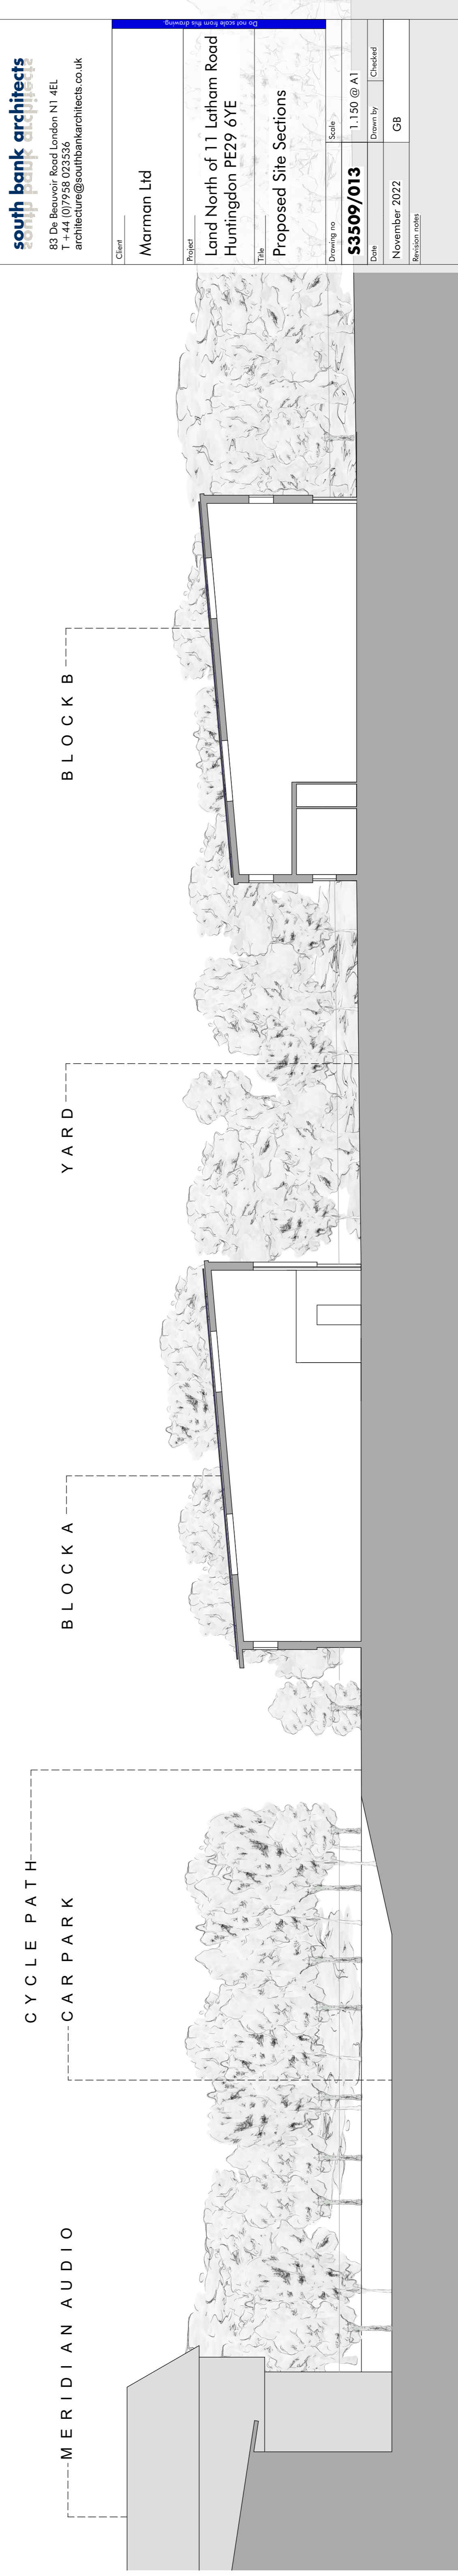 CYCLE PATH
MERIDIAN AUDIO
CAR PARK
BLOCK A
YARD
BLOCK B
south bank architects
south bank architects
83 De Beauvoir Road London N1 4EL
T +44 (0)7958 023536
architecture@southbankarchitects.co.uk
Client
Marman Ltd
Project
Land North of 11 Latham Road
Huntingdon PE29 6YE
Title
Proposed Site Sections
Drawing no
Scale
S3509/013
1.150 @ A1
Date
Drawn by
Checked
November 2022
GB
Revision notes
Do not scale from this drawing.